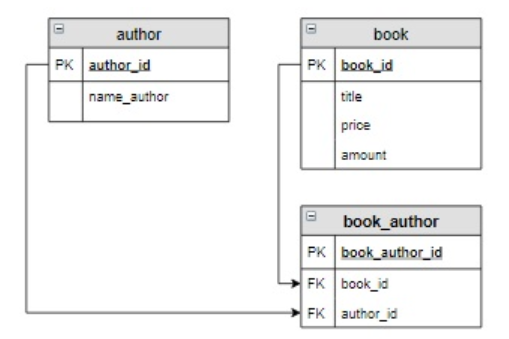 author
PK author_id
name_author
book
PK book_id
title
price
amount
book_author
PK book_author_id
FK book_id
FK author_id